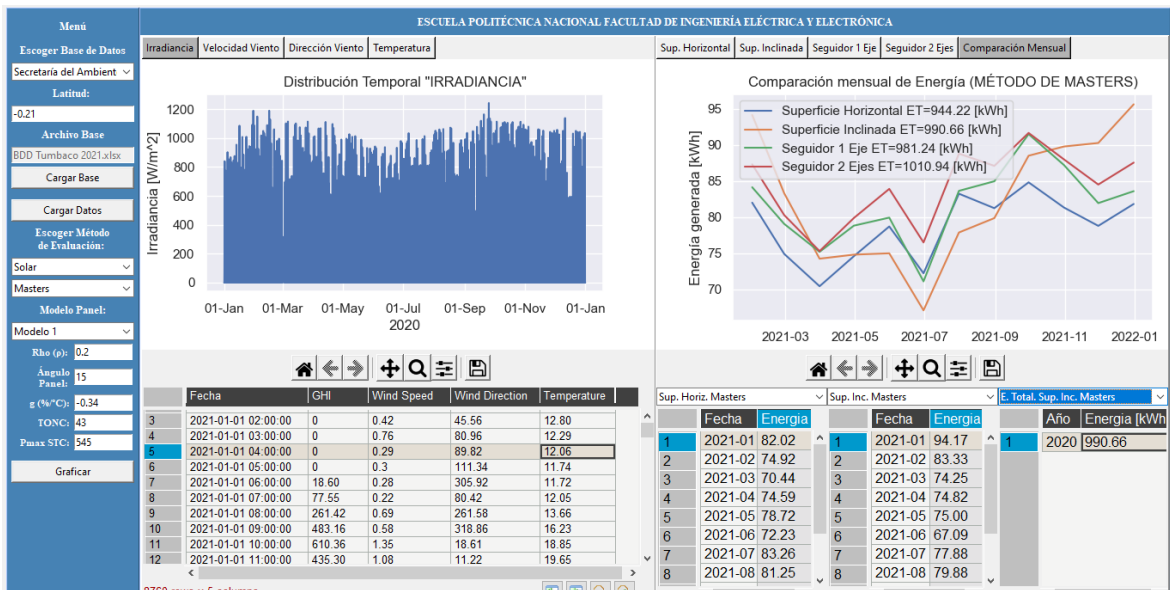 ESCUELA POLITÉCNICA NACIONAL FACULTAD DE INGENIERÍA ELÉCTRICA Y ELECTRÓNICA
Menú
Escoger Base de Datos
Secretaría del Ambient
Latitud:
-0.21
Archivo Base
BDD Tumbaco 2021.xlsx
Cargar Base
Cargar Datos
Escoger Método
de Evaluación:
Solar
Masters
Modelo Panel:
Modelo 1
Rho (ρ): 0.2
Ángulo
Panel: 15
g (%/°C): -0.34
TONC: 43
Pmax STC: 545
Graficar
Irradiancia Velocidad Viento Dirección Viento Temperatura
Distribución Temporal "IRRADIANCIA"
Irradiancia [W/m^2]
1200
1000
800
600
400
200
0
01-Jan 01-Mar 01-May 01-Jul 01-Sep 01-Nov 01-Jan
2020
Fecha GHI Wind Speed Wind Direction Temperature
3 2021-01-01 02:00:00 0 0.42 45.56 12.80
4 2021-01-01 03:00:00 0 0.76 80.96 12.29
5 2021-01-01 04:00:00 0 0.29 89.82 12.06
6 2021-01-01 05:00:00 0 0.3 111.34 11.74
7 2021-01-01 06:00:00 18.60 0.28 305.92 11.72
8 2021-01-01 07:00:00 77.55 0.22 80.42 12.05
9 2021-01-01 08:00:00 261.42 0.69 261.58 13.66
10 2021-01-01 09:00:00 483.16 0.58 318.86 16.23
11 2021-01-01 10:00:00 610.36 1.35 18.61 18.85
12 2021-01-01 11:00:00 435.30 1.08 11.22 19.65
8760 rows x 5 columns
Sup. Horizontal Sup. Inclinada Seguidor 1 Eje Seguidor 2 Ejes Comparación Mensual
Comparación mensual de Energía (MÉTODO DE MASTERS)
Energía generada [kWh]
95
90
85
80
75
70
Superficie Horizontal ET=944.22 [kWh]
Superficie Inclinada ET=990.66 [kWh]
Seguidor 1 Eje ET=981.24 [kWh]
Seguidor 2 Ejes ET=1010.94 [kWh]
2021-03 2021-05 2021-07 2021-09 2021-11 2022-01
Sup. Horiz. Masters
Fecha Energia
1 2021-01 82.02
2 2021-02 74.92
3 2021-03 70.44
4 2021-04 74.59
5 2021-05 78.72
6 2021-06 72.23
7 2021-07 83.26
8 2021-08 81.25
Sup. Inc. Masters
Fecha Energia
1 2021-01 94.17
2 2021-02 83.33
3 2021-03 74.25
4 2021-04 74.82
5 2021-05 75.00
6 2021-06 67.09
7 2021-07 77.88
8 2021-08 79.88
E. Total. Sup. Inc. Masters
Año Energia [kWh
1 2020 990.66